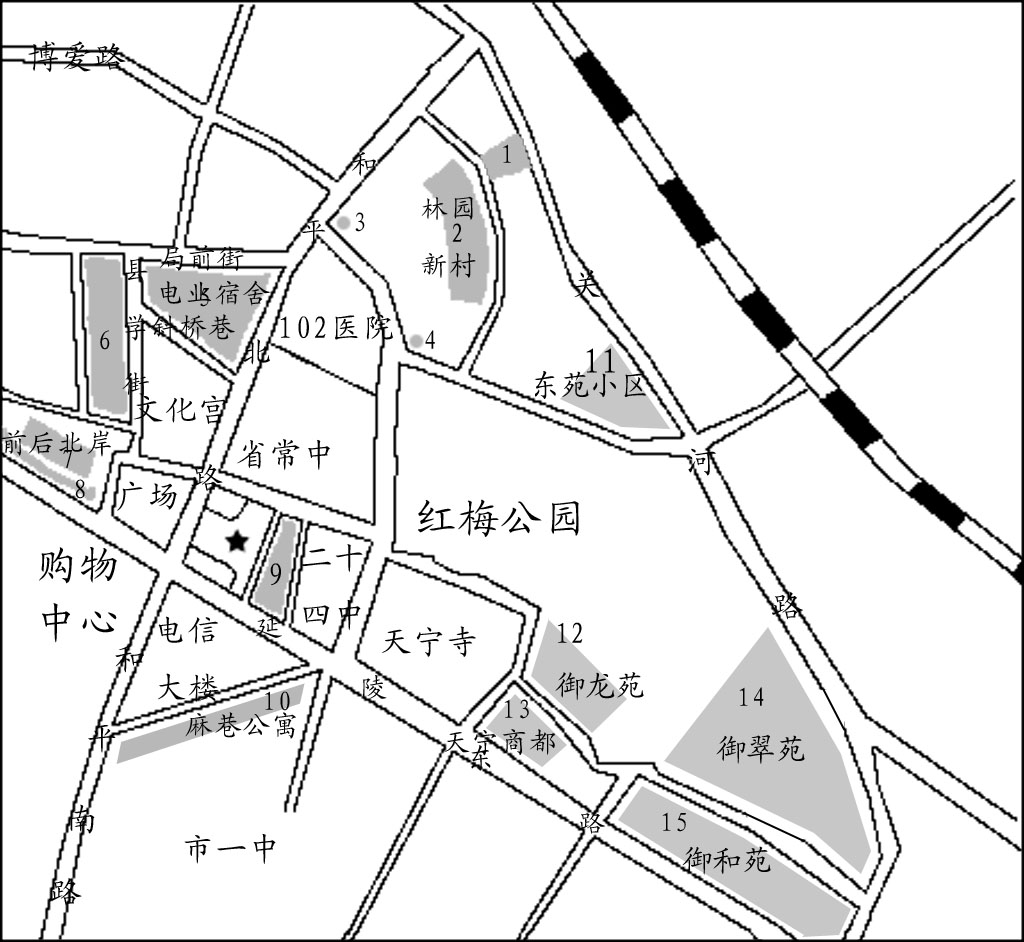 博爱路
和平北路
1
林园
2
新村
3
局前街
县学街
电业宿舍
5
斜桥巷
关河路
6
102医院
4
11
东苑小区
文化宫
前后北岸
7
8
省常中
广场
红梅公园
购物
中心
9
二十
四中
延陵东路
电信
大楼
天宁寺
12
御龙苑
10
麻巷公寓
13
天宁商都
14
御翠苑
和平南路
15
御和苑
市一中